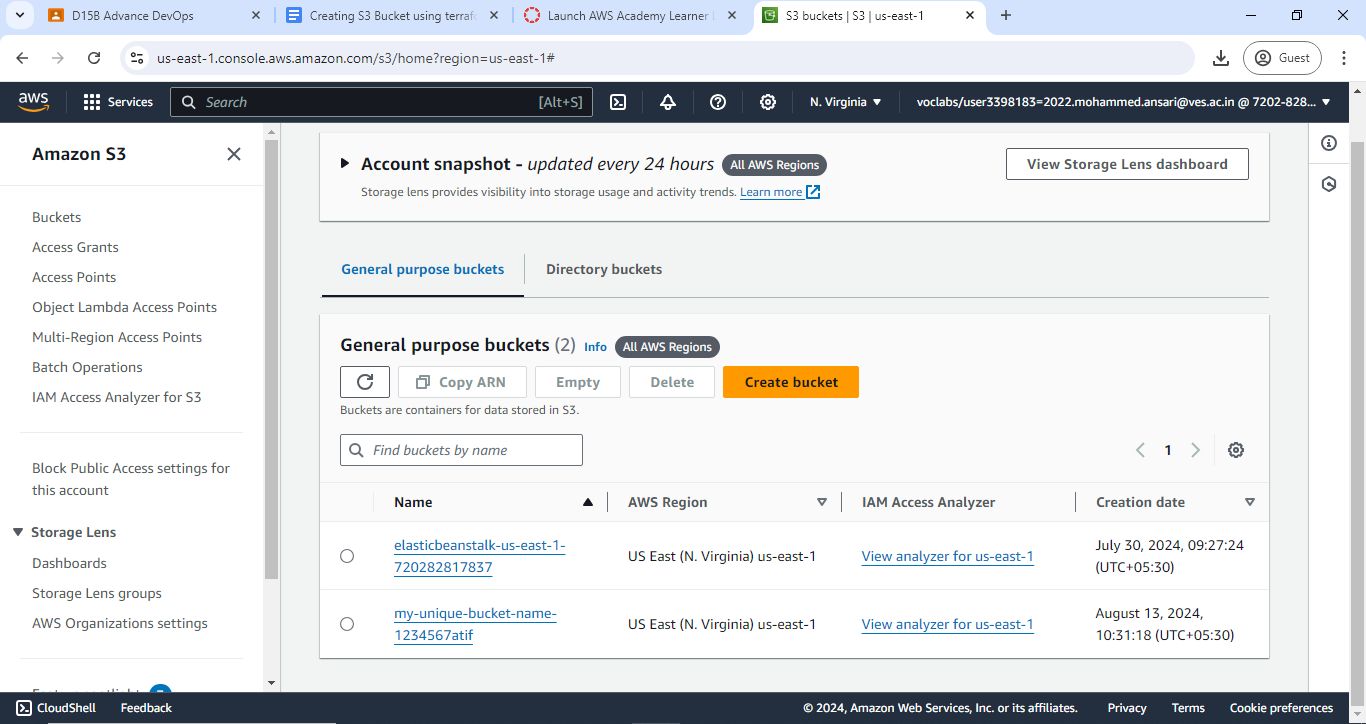 D15B Advance DevOps
Creating S3 Bucket using terrafo
Launch AWS Academy Learner
S3 buckets | S3 | us-east-1
us-east-1.console.aws.amazon.com/s3/home?region=us-east-1#
Guest
aws
Services
Search
[Alt+S]
N. Virginia
voclabs/user3398183=2022.mohammed.ansari@ves.ac.in @ 7202-828...
Amazon S3
Buckets
Access Grants
Access Points
Object Lambda Access Points
Multi-Region Access Points
Batch Operations
IAM Access Analyzer for S3
Block Public Access settings for
this account
Storage Lens
Dashboards
Storage Lens groups
AWS Organizations settings
Account snapshot - updated every 24 hours
All AWS Regions
View Storage Lens dashboard
Storage lens provides visibility into storage usage and activity trends. Learn more
General purpose buckets
Directory buckets
General purpose buckets (2) Info
All AWS Regions
Copy ARN
Empty
Delete
Create bucket
Buckets are containers for data stored in S3.
Find buckets by name
1
Name
AWS Region
IAM Access Analyzer
Creation date
elasticbeanstalk-us-east-1-
720282817837
US East (N. Virginia) us-east-1
View analyzer for us-east-1
July 30, 2024, 09:27:24
(UTC+05:30)
my-unique-bucket-name-
1234567atif
US East (N. Virginia) us-east-1
View analyzer for us-east-1
August 13, 2024,
10:31:18 (UTC+05:30)
CloudShell
Feedback
© 2024, Amazon Web Services, Inc. or its affiliates.
Privacy
Terms
Cookie preferences